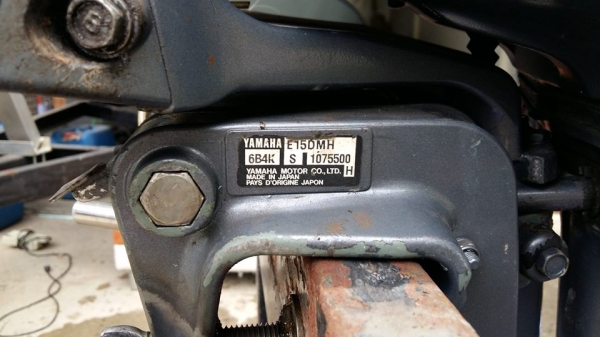 YAMAHA E15DMH
6B4K S 1075500
YAMAHA MOTOR CO., LTD. H
MADE IN JAPAN
PAYS D'ORIGINE JAPON